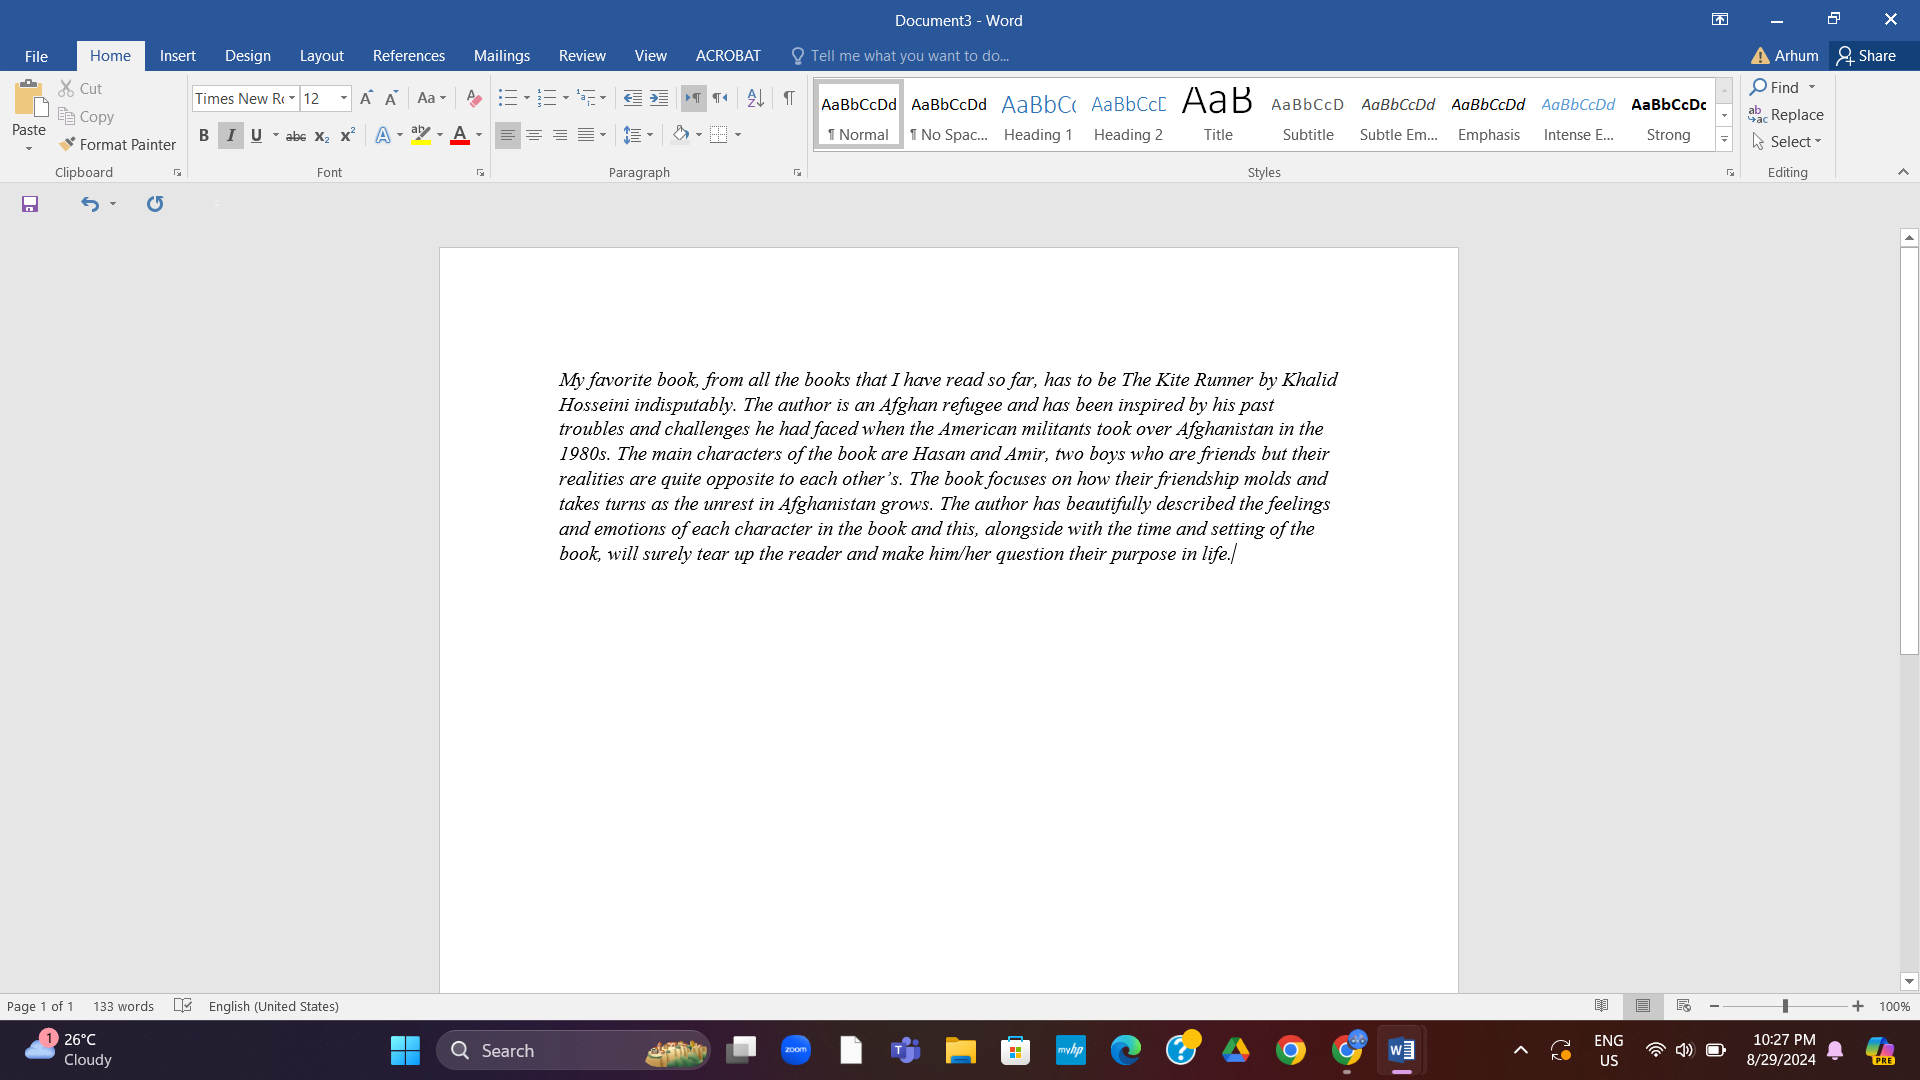 Document3 - Word
File Home Insert Design Layout References Mailings Review View ACROBAT Tell me what you want to do... Arhum Share
Paste Cut Copy Format Painter
Clipboard
Times New Ro 12 Aa
B I U abc x₂ x² A ab A
Font
Paragraph
AaBbCcDd AaBbCcDd AaBbC AaBbCcD AaB AaBbCcD AaBbCcDd AaBbCcDd AaBbCcDd AaBbCcDd
¶ Normal ¶ No Spac... Heading 1 Heading 2 Title Subtitle Subtle Em... Emphasis Intense E... Strong
Styles
Find
Replace
Select
Editing
My favorite book, from all the books that I have read so far, has to be The Kite Runner by Khalid
Hosseini indisputably. The author is an Afghan refugee and has been inspired by his past
troubles and challenges he had faced when the American militants took over Afghanistan in the
1980s. The main characters of the book are Hasan and Amir, two boys who are friends but their
realities are quite opposite to each other’s. The book focuses on how their friendship molds and
takes turns as the unrest in Afghanistan grows. The author has beautifully described the feelings
and emotions of each character in the book and this, alongside with the time and setting of the
book, will surely tear up the reader and make him/her question their purpose in life.
Page 1 of 1 133 words English (United States) 100%
1 26°C
Cloudy
Search
zoom
myhp
ENG
US
10:27 PM
8/29/2024
PRE